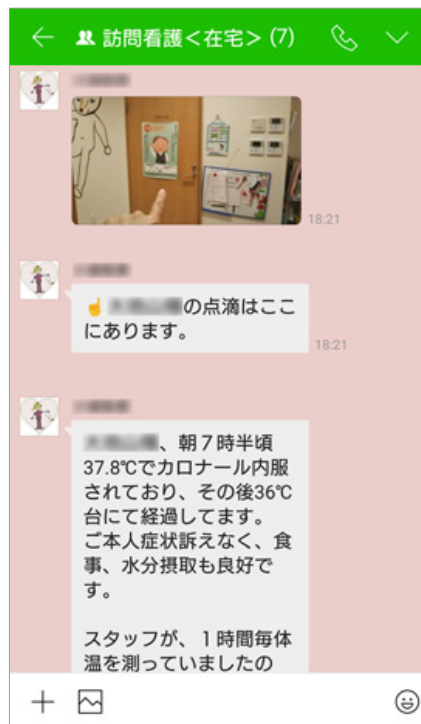 訪問看護<在宅> (7)
18:21
☝の点滴はここ
にあります。
18:21
、朝７時半頃
37.8℃でカロナール内服
されており、その後36℃
台にて経過してます。
ご本人症状訴えなく、食
事、水分摂取も良好で
す。
スタッフが、１時間毎体
温を測っていましたの